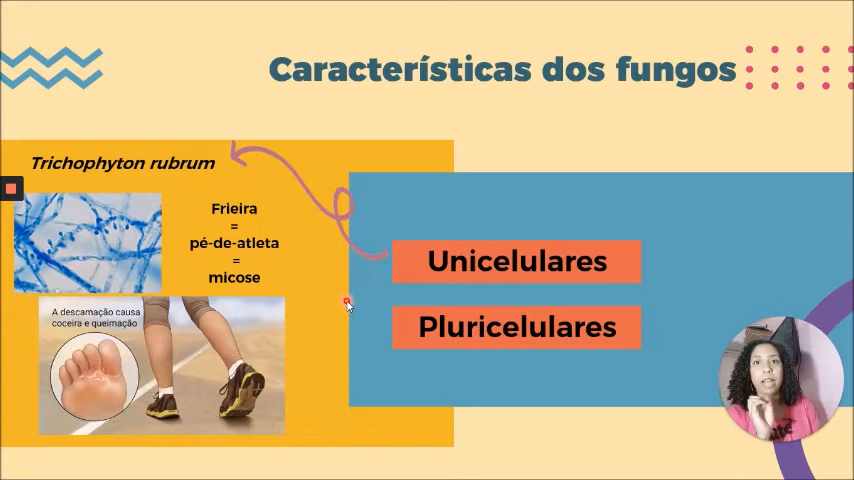 Características dos fungos
Trichophyton rubrum
Frieira
=
pé-de-atleta
=
micose
A descamação causa
coceira e queimação
Unicelulares
Pluricelulares